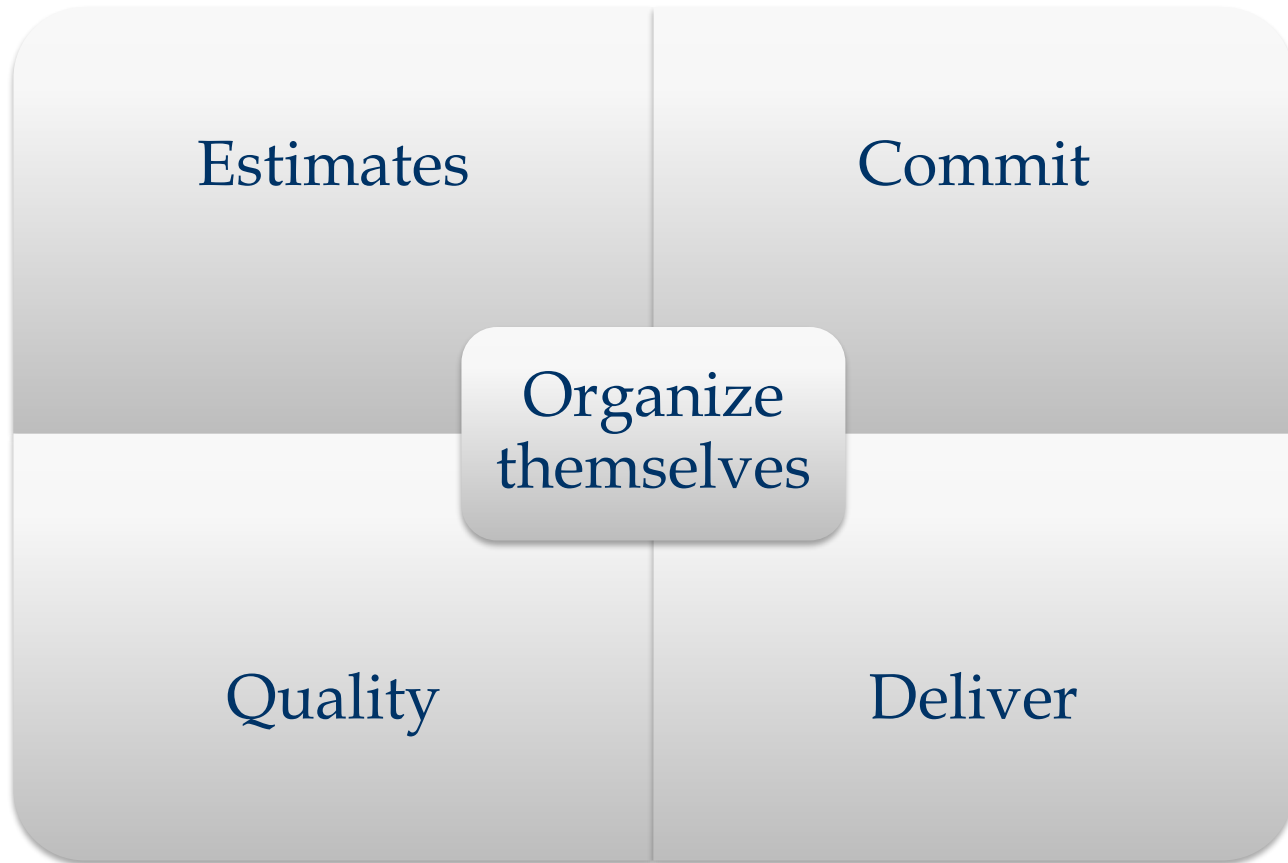 Estimates
Commit
Organize
themselves
Quality
Deliver